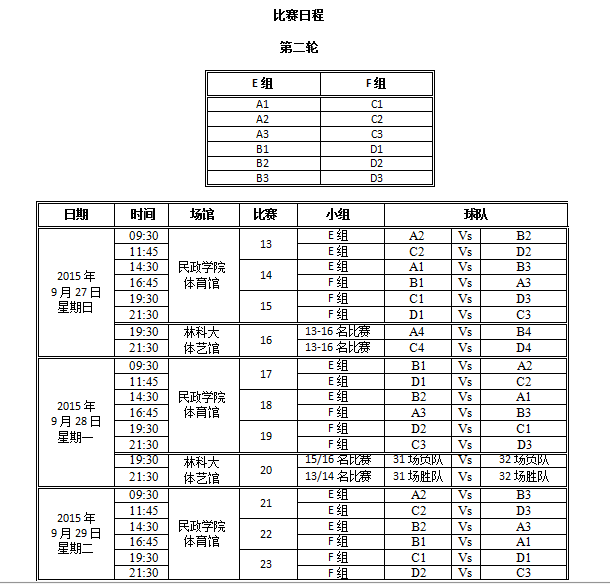 比赛日程
第二轮
E 组 F 组
A1 C1
A2 C2
A3 C3
B1 D1
B2 D2
B3 D3
日期 时间 场馆 比赛 小组 球队
2015 年
9 月 27 日
星期日
民政学院
体育馆
09:30 13 E 组 A2 Vs B2
11:45 E 组 C2 Vs D2
14:30 14 E 组 A1 Vs B3
16:45 F 组 B1 Vs A3
19:30 15 F 组 C1 Vs D3
21:30 F 组 D1 Vs C3
林科大
体艺馆
19:30 16 13-16 名比赛 A4 Vs B4
21:30 13-16 名比赛 C4 Vs D4
2015 年
9 月 28 日
星期一
民政学院
体育馆
09:30 17 E 组 B1 Vs A2
11:45 E 组 D1 Vs C2
14:30 18 E 组 B2 Vs A1
16:45 F 组 A3 Vs B3
19:30 19 F 组 D2 Vs C1
21:30 F 组 C3 Vs D3
林科大
体艺馆
19:30 20 15/16 名比赛 31 场负队 Vs 32 场负队
21:30 13/14 名比赛 31 场胜队 Vs 32 场胜队
2015 年
9 月 29 日
星期二
民政学院
体育馆
09:30 21 E 组 A2 Vs B3
11:45 E 组 C2 Vs D3
14:30 22 E 组 B2 Vs A3
16:45 F 组 B1 Vs A1
19:30 23 F 组 C1 Vs D1
21:30 F 组 D2 Vs C3